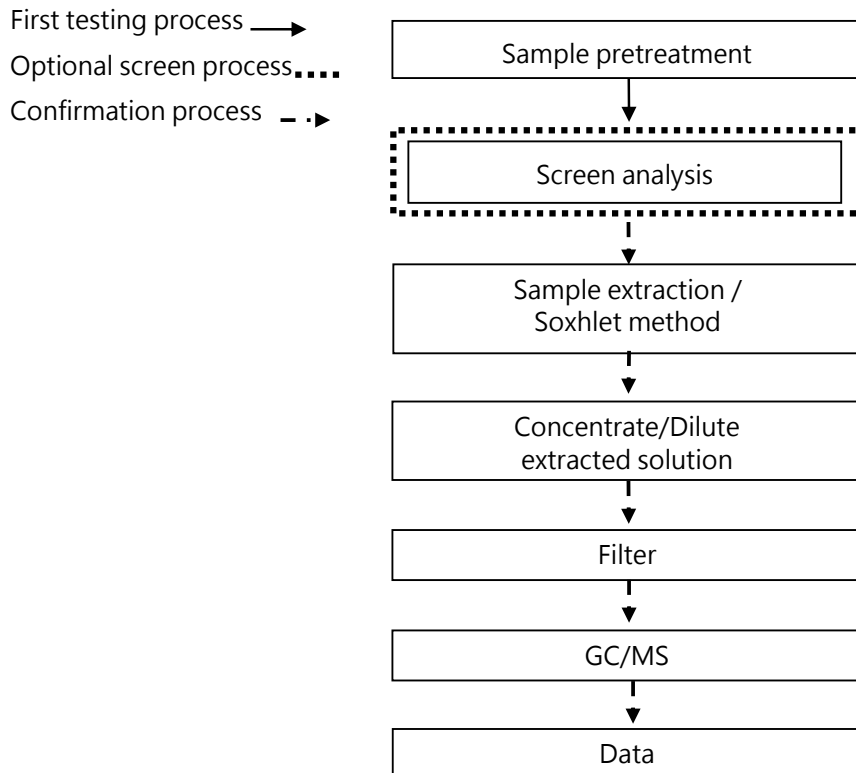 First testing process
Optional screen process
Confirmation process
Sample pretreatment
Screen analysis
Sample extraction /
Soxhlet method
Concentrate/Dilute
extracted solution
Filter
GC/MS
Data